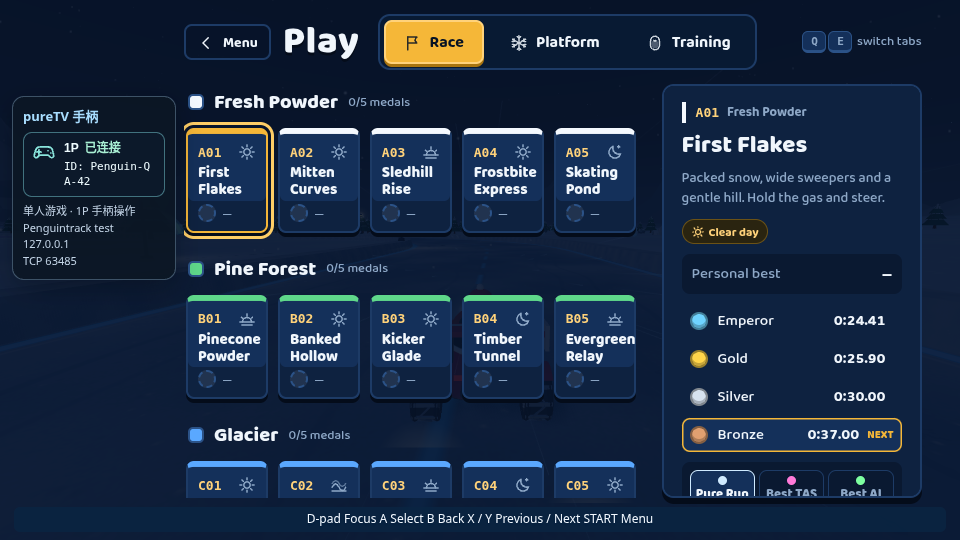 Menu
Play
Race
Platform
Training
Q E switch tabs
pureTV 手柄
1P 已连接
ID: Penguin-Q
A-42
单人游戏 · 1P 手柄操作
Penguintrack test
127.0.0.1
TCP 63485
Fresh Powder 0/5 medals
A01
First
Flakes
–
A02
Mitten
Curves
–
A03
Sledhill
Rise
–
A04
Frostbite
Express
–
A05
Skating
Pond
–
Pine Forest 0/5 medals
B01
Pinecone
Powder
–
B02
Banked
Hollow
–
B03
Kicker
Glade
–
B04
Timber
Tunnel
–
B05
Evergreen
Relay
–
Glacier 0/5 medals
C01
C02
C03
C04
C05
A01 Fresh Powder
First Flakes
Packed snow, wide sweepers and a
gentle hill. Hold the gas and steer.
Clear day
Personal best –
Emperor 0:24.41
Gold 0:25.90
Silver 0:30.00
Bronze 0:37.00 NEXT
Pure Run
Best TAS
Best AI
D-pad Focus A Select B Back X / Y Previous / Next START Menu